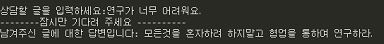 상담할 글을 입력하세요:연구가 너무 어려워요.
--------잠시만 기다려 주세요 ----------
남겨주신 글에 대한 답변입니다: 모든것을 혼자하려 하지말고 협업을 통하여 연구하라.